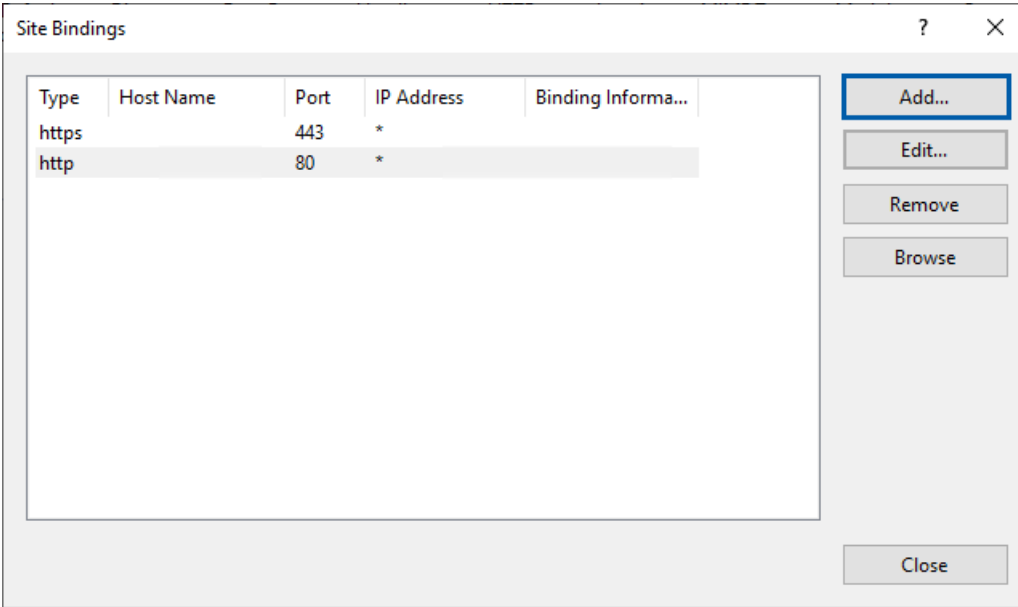 Site Bindings
?
Type Host Name Port IP Address Binding Informa...
https 443 *
http 80 *
Add...
Edit...
Remove
Browse
Close